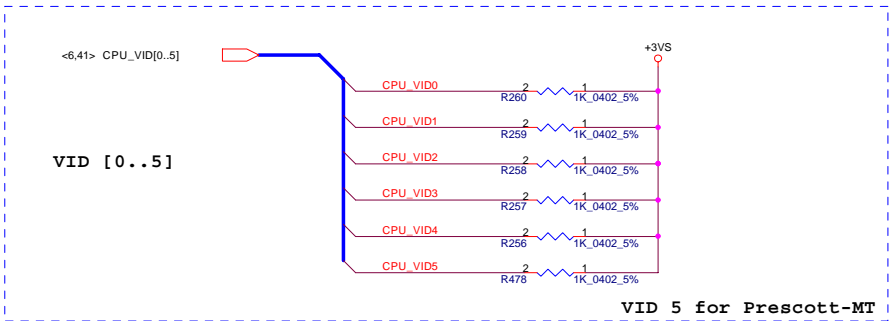 +3VS
<6,41> CPU_VID[0..5]
CPU_VID0 2 1
R260 1K_0402_5%
CPU_VID1 2 1
R259 1K_0402_5%
VID [0..5]
CPU_VID2 2 1
R258 1K_0402_5%
CPU_VID3 2 1
R257 1K_0402_5%
CPU_VID4 2 1
R256 1K_0402_5%
CPU_VID5 2 1
R478 1K_0402_5%
VID 5 for Prescott-MT